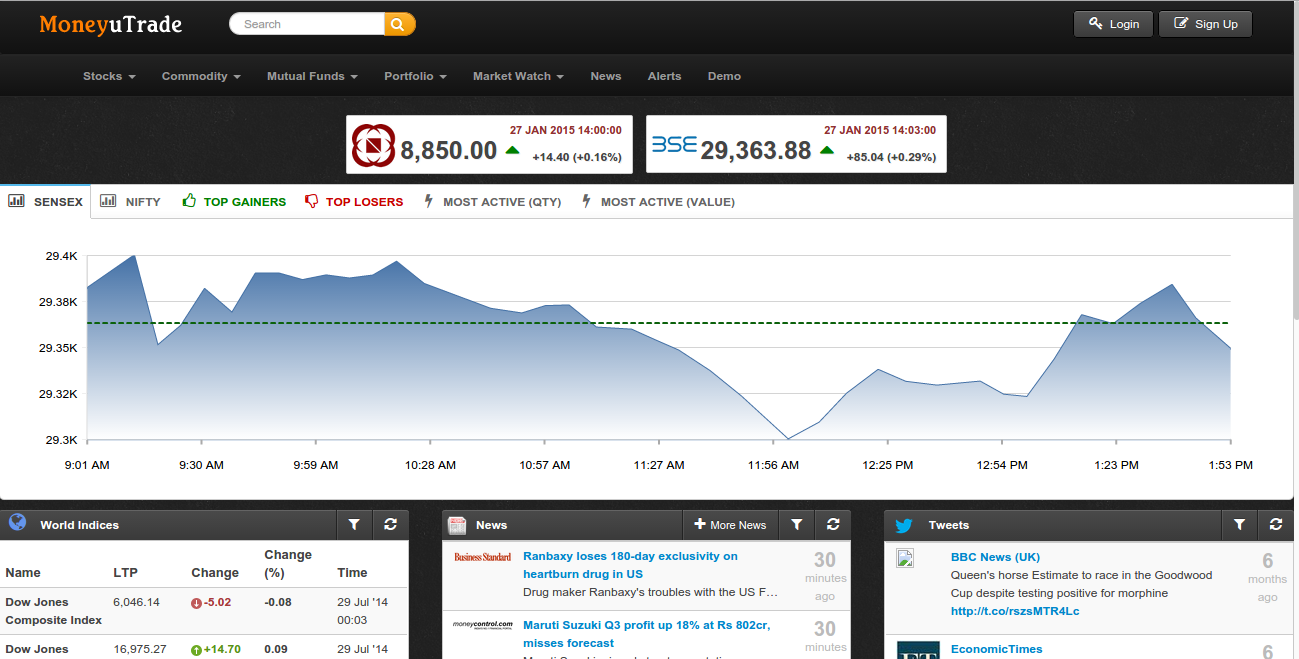 MoneyuTrade
Search
Login
Sign Up
Stocks
Commodity
Mutual Funds
Portfolio
Market Watch
News
Alerts
Demo
27 JAN 2015 14:00:00
8,850.00
+14.40 (+0.16%)
27 JAN 2015 14:03:00
BSE 29,363.88
+85.04 (+0.29%)
SENSEX
NIFTY
TOP GAINERS
TOP LOSERS
MOST ACTIVE (QTY)
MOST ACTIVE (VALUE)
29.4K
29.38K
29.35K
29.32K
29.3K
9:01 AM
9:30 AM
9:59 AM
10:28 AM
10:57 AM
11:27 AM
11:56 AM
12:25 PM
12:54 PM
1:23 PM
1:53 PM
World Indices
Name LTP Change Change (%) Time
Dow Jones Composite Index 6,046.14 -5.02 -0.08 29 Jul '14 00:03
Dow Jones 16,975.27 +14.70 0.09 29 Jul '14
News
More News
Business Standard
Ranbaxy loses 180-day exclusivity on
heartburn drug in US
Drug maker Ranbaxy's troubles with the US F…
30
minutes
ago
moneycontrol.com
Maruti Suzuki Q3 profit up 18% at Rs 802cr,
misses forecast
30
minutes
Tweets
BBC News (UK)
Queen's horse Estimate to race in the Goodwood
Cup despite testing positive for morphine
http://t.co/rszsMTR4Lc
6
months
ago
ET
EconomicTimes
6